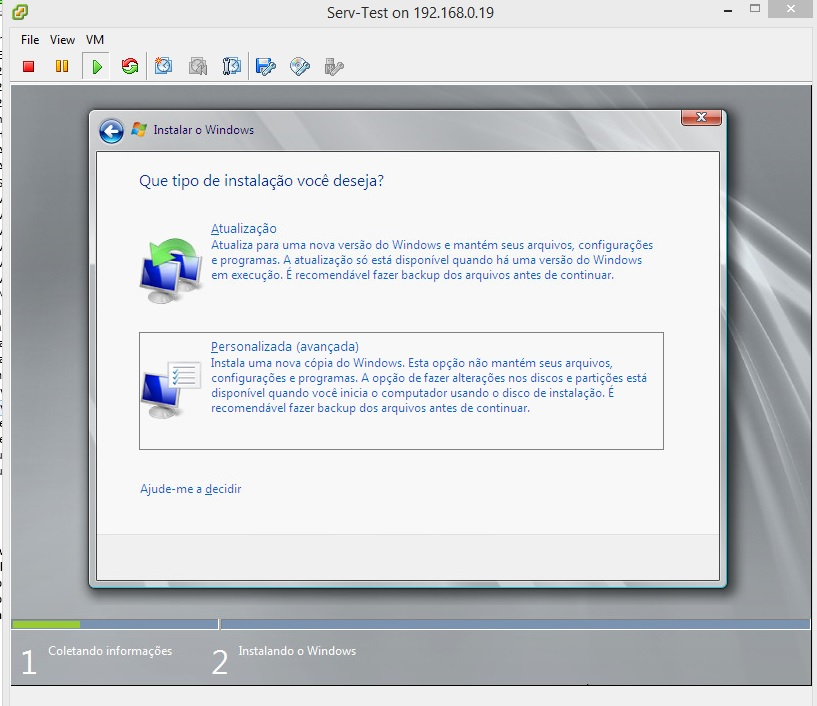 Serv-Test on 192.168.0.19
File View VM
Instalar o Windows
Que tipo de instalação você deseja?
Atualização
Atualiza para uma nova versão do Windows e mantém seus arquivos, configurações
e programas. A atualização só está disponível quando há uma versão do Windows
em execução. É recomendável fazer backup dos arquivos antes de continuar.
Personalizada (avançada)
Instala uma nova cópia do Windows. Esta opção não mantém seus arquivos,
configurações e programas. A opção de fazer alterações nos discos e partições está
disponível quando você inicia o computador usando o disco de instalação. É
recomendável fazer backup dos arquivos antes de continuar.
Ajude-me a decidir
1 Coletando informações
2 Instalando o Windows